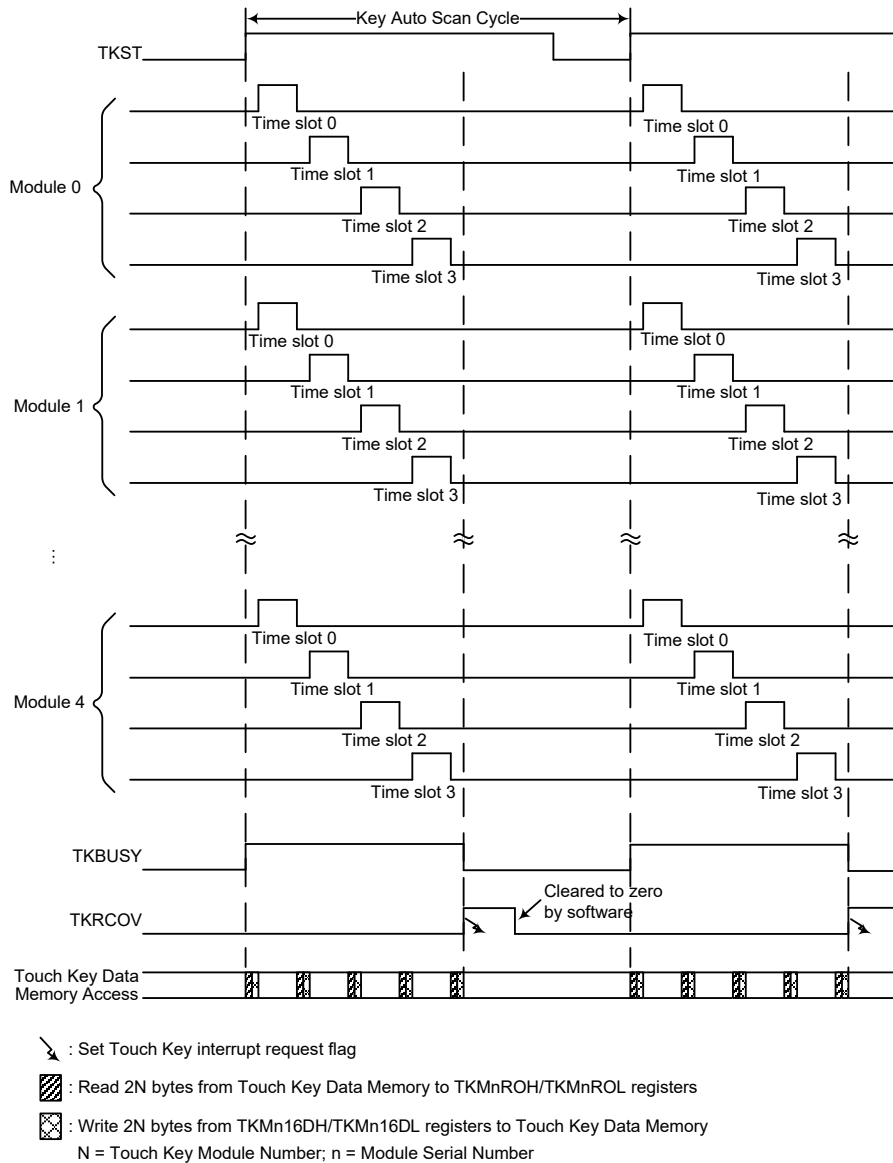 Key Auto Scan Cycle
TKST
Time slot 0 Time slot 0
Time slot 1 Time slot 1
Module 0
Time slot 2 Time slot 2
Time slot 3 Time slot 3
Time slot 0 Time slot 0
Time slot 1 Time slot 1
Module 1
Time slot 2 Time slot 2
Time slot 3 Time slot 3
...
Time slot 0 Time slot 0
Time slot 1 Time slot 1
Module 4
Time slot 2 Time slot 2
Time slot 3 Time slot 3
TKBUSY
Cleared to zero
by software
TKRCOV
Touch Key Data
Memory Access
: Set Touch Key interrupt request flag
: Read 2N bytes from Touch Key Data Memory to TKMnROH/TKMnROL registers
: Write 2N bytes from TKMn16DH/TKMn16DL registers to Touch Key Data Memory
N = Touch Key Module Number; n = Module Serial Number